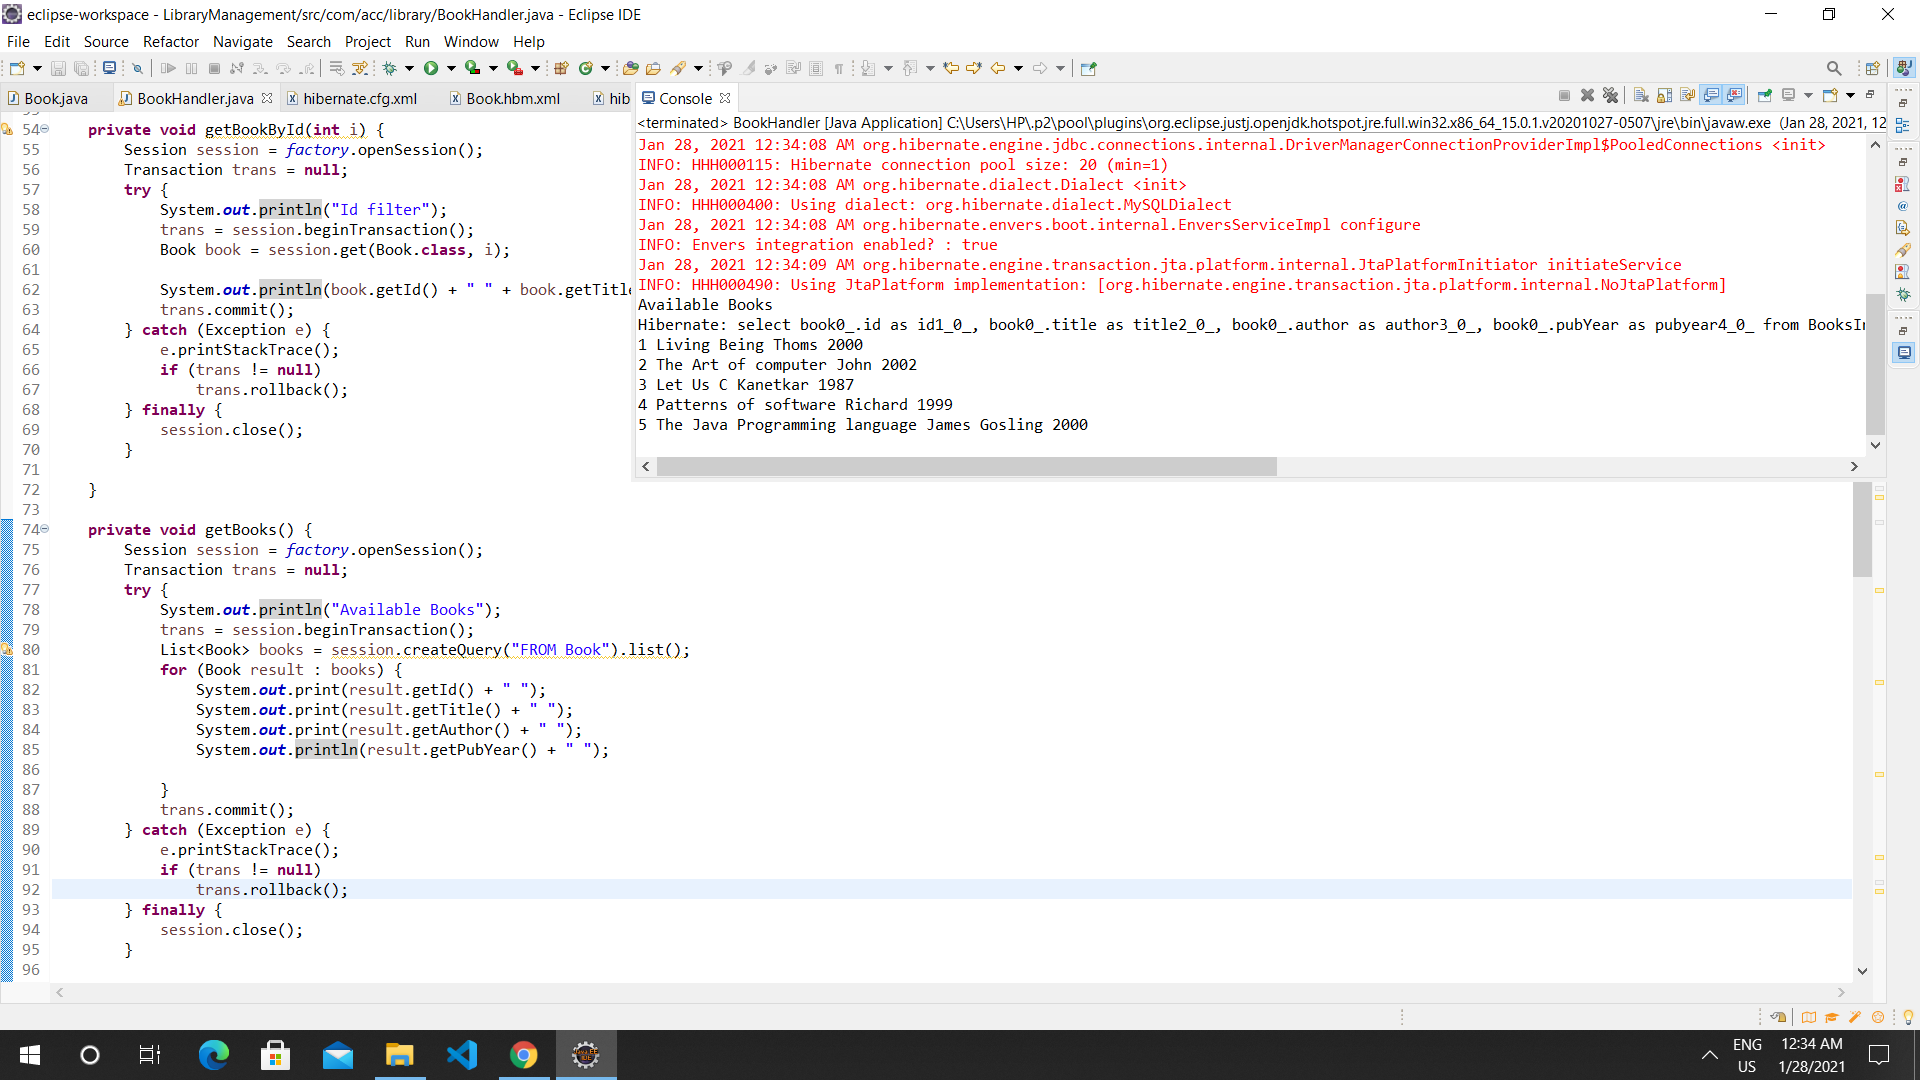 eclipse-workspace - LibraryManagement/src/com/acc/library/BookHandler.java - Eclipse IDE
File Edit Source Refactor Navigate Search Project Run Window Help
Book.java BookHandler.java hibernate.cfg.xml Book.hbm.xml hib
54 private void getBookById(int i) {
55 Session session = factory.openSession();
56 Transaction trans = null;
57 try {
58 System.out.println("Id filter");
59 trans = session.beginTransaction();
60 Book book = session.get(Book.class, i);
61
62 System.out.println(book.getId() + " " + book.getTitle
63 trans.commit();
64 } catch (Exception e) {
65 e.printStackTrace();
66 if (trans != null)
67 trans.rollback();
68 } finally {
69 session.close();
70 }
71
72 }
73
74 private void getBooks() {
75 Session session = factory.openSession();
76 Transaction trans = null;
77 try {
78 System.out.println("Available Books");
79 trans = session.beginTransaction();
80 List<Book> books = session.createQuery("FROM Book").list();
81 for (Book result : books) {
82 System.out.print(result.getId() + " ");
83 System.out.print(result.getTitle() + " ");
84 System.out.print(result.getAuthor() + " ");
85 System.out.println(result.getPubYear() + " ");
86
87 }
88 trans.commit();
89 } catch (Exception e) {
90 e.printStackTrace();
91 if (trans != null)
92 trans.rollback();
93 } finally {
94 session.close();
95 }
96
Console
<terminated> BookHandler [Java Application] C:\Users\HP\.p2\pool\plugins\org.eclipse.justj.openjdk.hotspot.jre.full.win32.x86_64_15.0.1.v20201027-0507\jre\bin\javaw.exe (Jan 28, 2021, 12
Jan 28, 2021 12:34:08 AM org.hibernate.engine.jdbc.connections.internal.DriverManagerConnectionProviderImpl$PooledConnections <init>
INFO: HHH000115: Hibernate connection pool size: 20 (min=1)
Jan 28, 2021 12:34:08 AM org.hibernate.dialect.Dialect <init>
INFO: HHH000400: Using dialect: org.hibernate.dialect.MySQLDialect
Jan 28, 2021 12:34:08 AM org.hibernate.envers.boot.internal.EnversServiceImpl configure
INFO: Envers integration enabled? : true
Jan 28, 2021 12:34:09 AM org.hibernate.engine.transaction.jta.platform.internal.JtaPlatformInitiator initiateService
INFO: HHH000490: Using JtaPlatform implementation: [org.hibernate.engine.transaction.jta.platform.internal.NoJtaPlatform]
Available Books
Hibernate: select book0_.id as id1_0_, book0_.title as title2_0_, book0_.author as author3_0_, book0_.pubYear as pubyear4_0_ from BooksI
1 Living Being Thoms 2000
2 The Art of computer John 2002
3 Let Us C Kanetkar 1987
4 Patterns of software Richard 1999
5 The Java Programming language James Gosling 2000
ENG
US
12:34 AM
1/28/2021